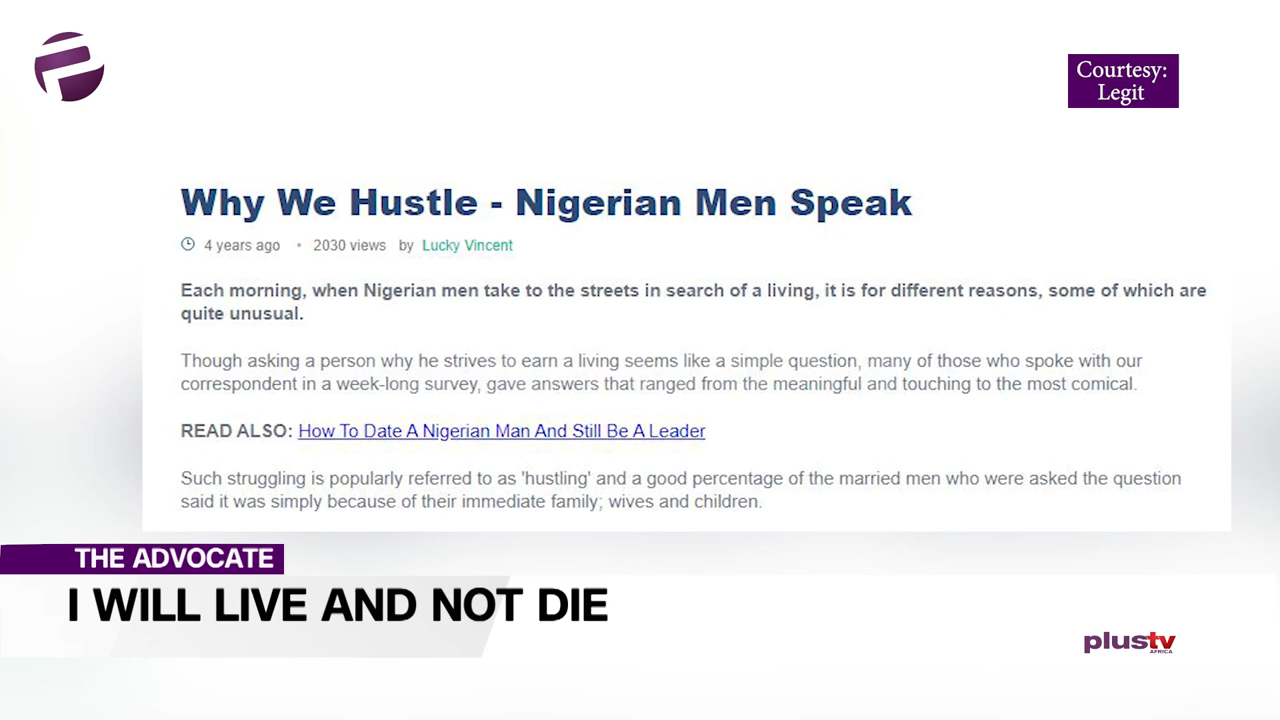 Courtesy:
Legit
Why We Hustle - Nigerian Men Speak
4 years ago • 2030 views by Lucky Vincent
Each morning, when Nigerian men take to the streets in search of a living, it is for different reasons, some of which are
quite unusual.
Though asking a person why he strives to earn a living seems like a simple question, many of those who spoke with our
correspondent in a week-long survey, gave answers that ranged from the meaningful and touching to the most comical.
READ ALSO: How To Date A Nigerian Man And Still Be A Leader
Such struggling is popularly referred to as 'hustling' and a good percentage of the married men who were asked the question
said it was simply because of their immediate family; wives and children.
THE ADVOCATE
I WILL LIVE AND NOT DIE
plustv
AFRICA